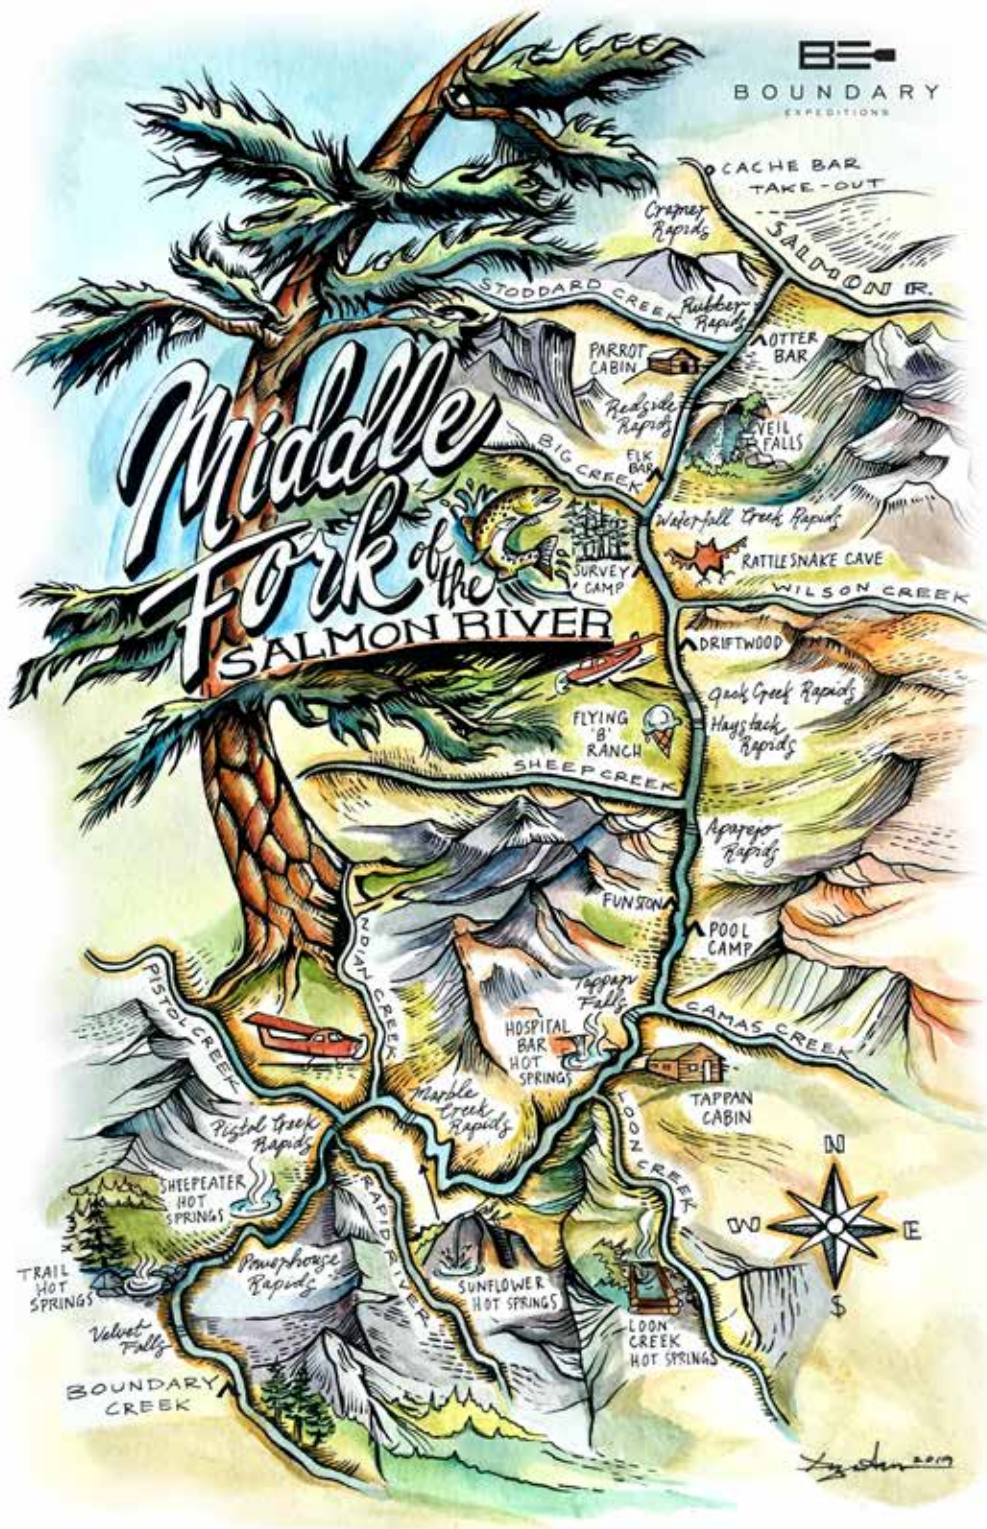 BE
BOUNDARY
EXPEDITIONS
CACHE BAR
TAKE-OUT
Cramer
Rapids
SALMON R.
STODDARD CREEK
Rubber
Rapids
OTTER
BAR
PARROT
CABIN
Redside
Rapids
VEIL
FALLS
BIG CREEK
ELK
BAR
Middle
Fork of
the
SALMON RIVER
Waterfall Creek Rapids
SURVEY
CAMP
RATTLESNAKE CAVE
WILSON CREEK
DRIFTWOOD
Jack Creek Rapids
FLYING
'B'
RANCH
Haystack
Rapids
SHEEP CREEK
Aparejo
Rapids
FUNSTON
POOL
CAMP
INDIAN CREEK
PISTOL CREEK
Tappan
Falls
CAMAS CREEK
HOSPITAL
BAR
HOT
SPRINGS
TAPPAN
CABIN
Marble
Creek
Rapids
Pistol Creek
Rapids
LOON CREEK
SHEEPEATER
HOT
SPRINGS
RAPID RIVER
N
W
E
S
TRAIL
HOT
SPRINGS
Powerhouse
Rapids
SUNFLOWER
HOT SPRINGS
Velvet
Falls
LOON
CREEK
HOT SPRINGS
BOUNDARY
CREEK
2019